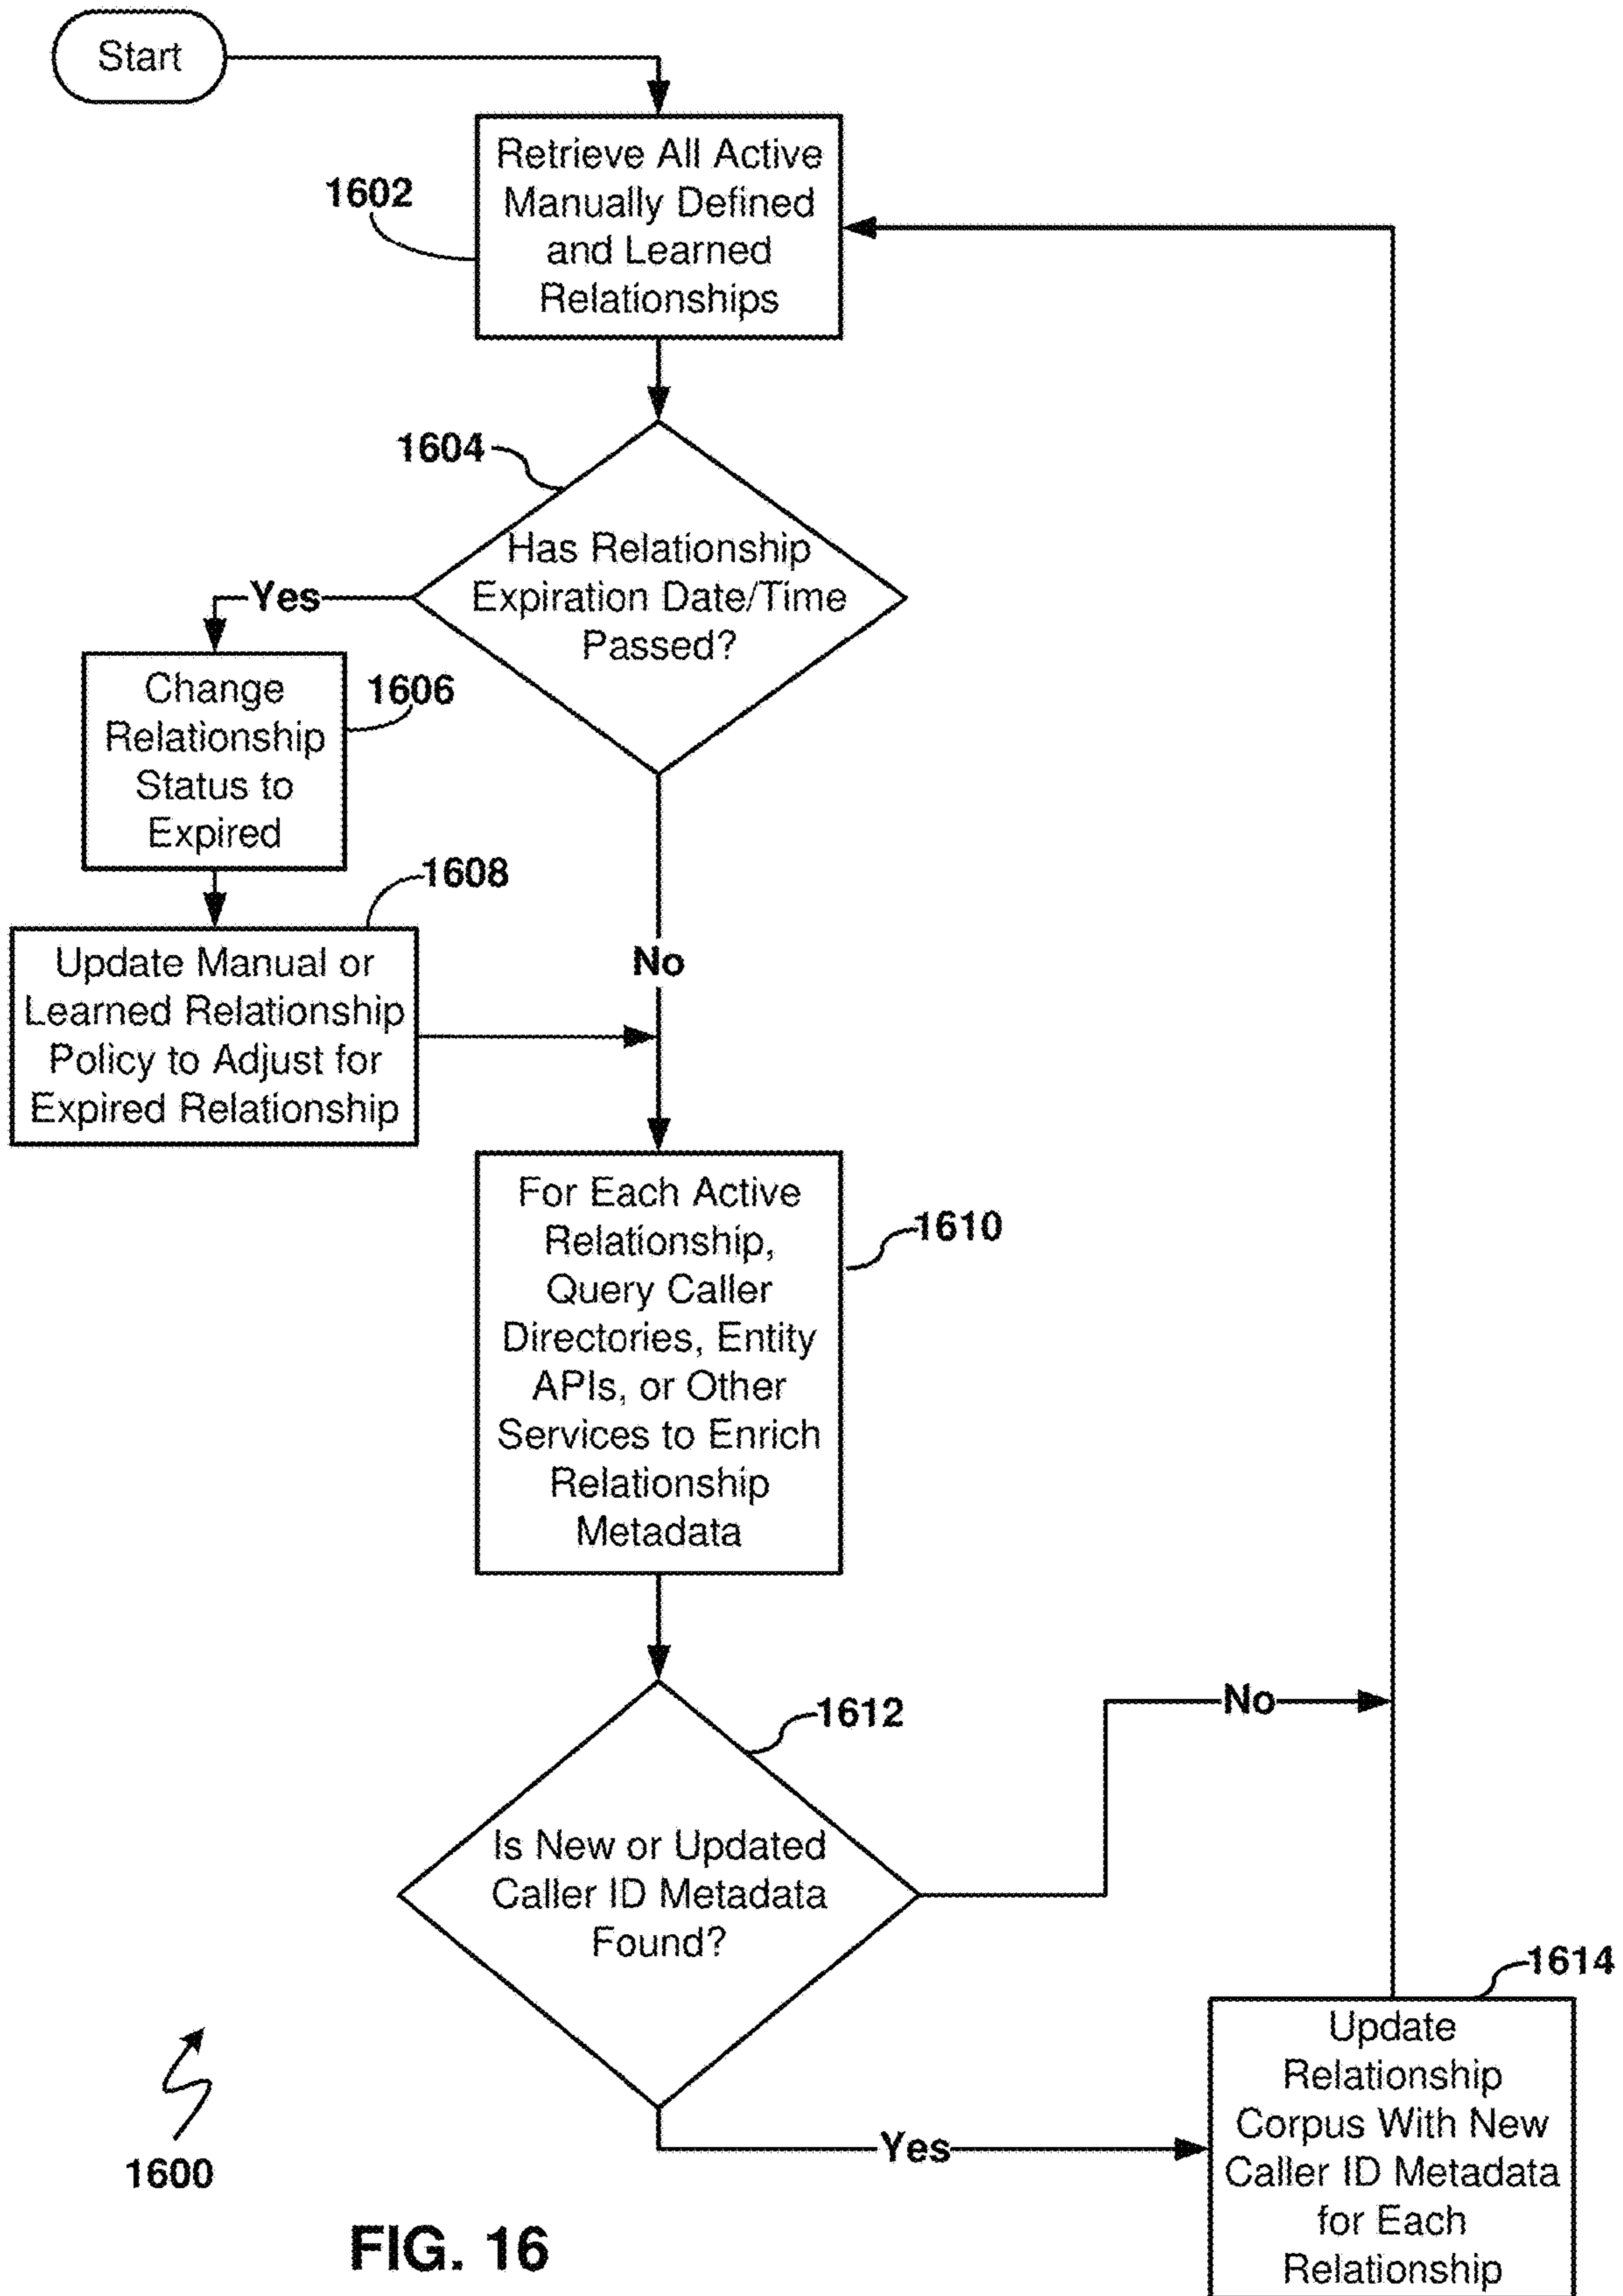 Start
Retrieve All Active
Manually Defined
and Learned
Relationships
1602
1604
Has Relationship
Expiration Date/Time
Passed?
Yes
Change
Relationship
Status to
Expired
1606
1608
Update Manual or
Learned Relationship
Policy to Adjust for
Expired Relationship
No
For Each Active
Relationship,
Query Caller
Directories, Entity
APIs, or Other
Services to Enrich
Relationship
Metadata
1610
1612
Is New or Updated
Caller ID Metadata
Found?
No
Yes
1614
Update
Relationship
Corpus With New
Caller ID Metadata
for Each
Relationship
1600
FIG. 16